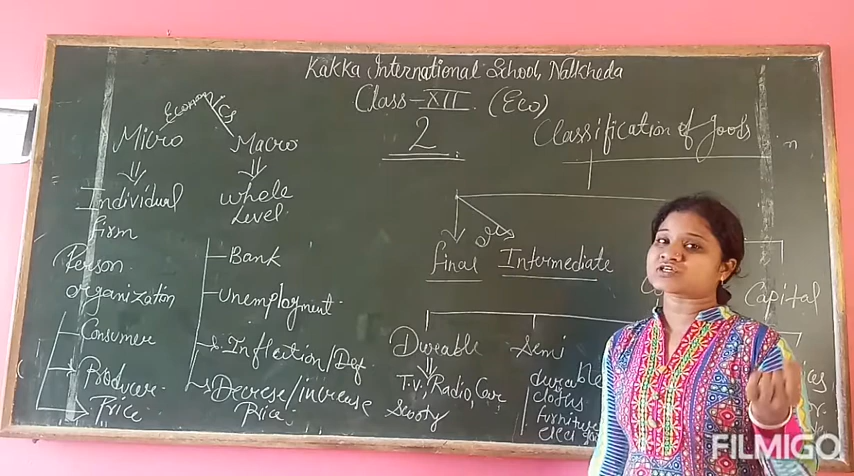 Kakka International School, Nalkheda
Class-XII (Eco)
2
Economics
Micro
Macro
Individual
firm
Person
organization
Consumer
Producer
Price
whole
Level
Bank
Unemployment
Inflection/Def
Decrese/increase
Price
Classification of goods
n
final
Intermediate
Capital
Dureable
T.V, Radio, Car
Scooty
Semi
durable
cloths
furniture
FILMIGO